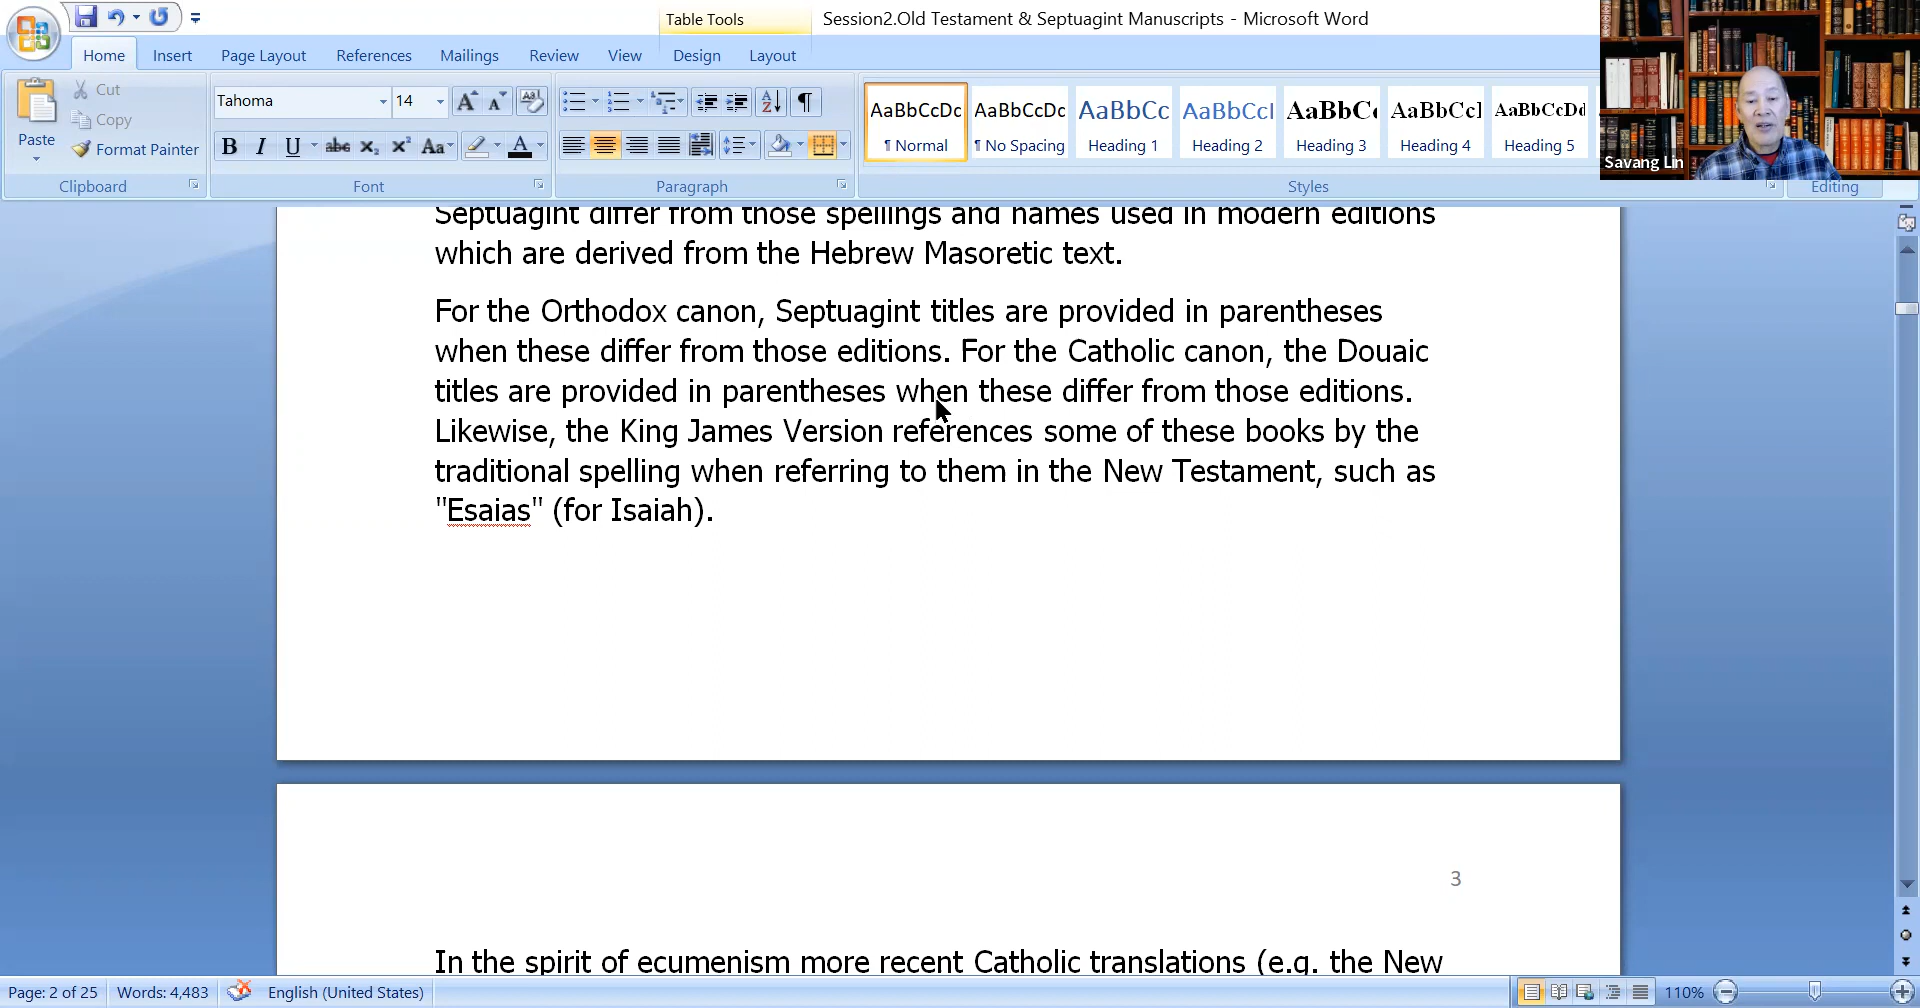 Table Tools
Session2.Old Testament & Septuagint Manuscripts - Microsoft Word
Home Insert Page Layout References Mailings Review View Design Layout
Paste
Cut
Copy
Format Painter
Clipboard
Tahoma 14
B I U abc x₂ x² Aa A
Font
Paragraph
AaBbCcDc AaBbCcDc AaBbCc AaBbCcI AaBbCc AaBbCcI AaBbCcDd
¶ Normal ¶ No Spacing Heading 1 Heading 2 Heading 3 Heading 4 Heading 5
Styles
Editing
Savang Lin
Septuagint differ from those spellings and names used in modern editions
which are derived from the Hebrew Masoretic text.
For the Orthodox canon, Septuagint titles are provided in parentheses
when these differ from those editions. For the Catholic canon, the Douaic
titles are provided in parentheses when these differ from those editions.
Likewise, the King James Version references some of these books by the
traditional spelling when referring to them in the New Testament, such as
"Esaias" (for Isaiah).
3
In the spirit of ecumenism more recent Catholic translations (e.g. the New
Page: 2 of 25 Words: 4,483 English (United States) 110%